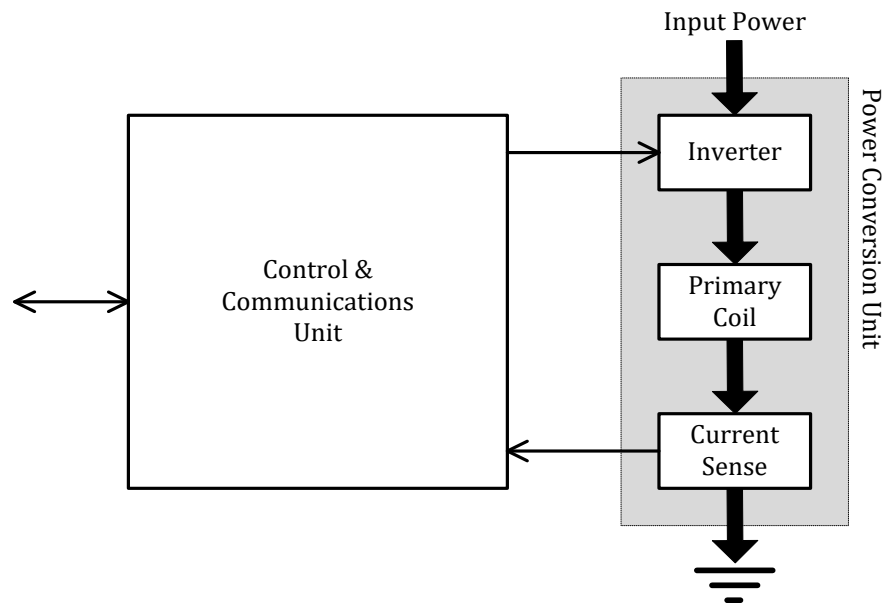 Input Power
Power Conversion Unit
Inverter
Control &
Communications
Unit
Primary
Coil
Current
Sense